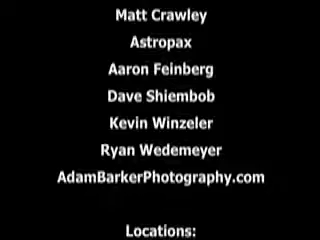 Matt Crawley
Astropax
Aaron Feinberg
Dave Shiembob
Kevin Winzeler
Ryan Wedemeyer
AdamBarkerPhotography.com
Locations: